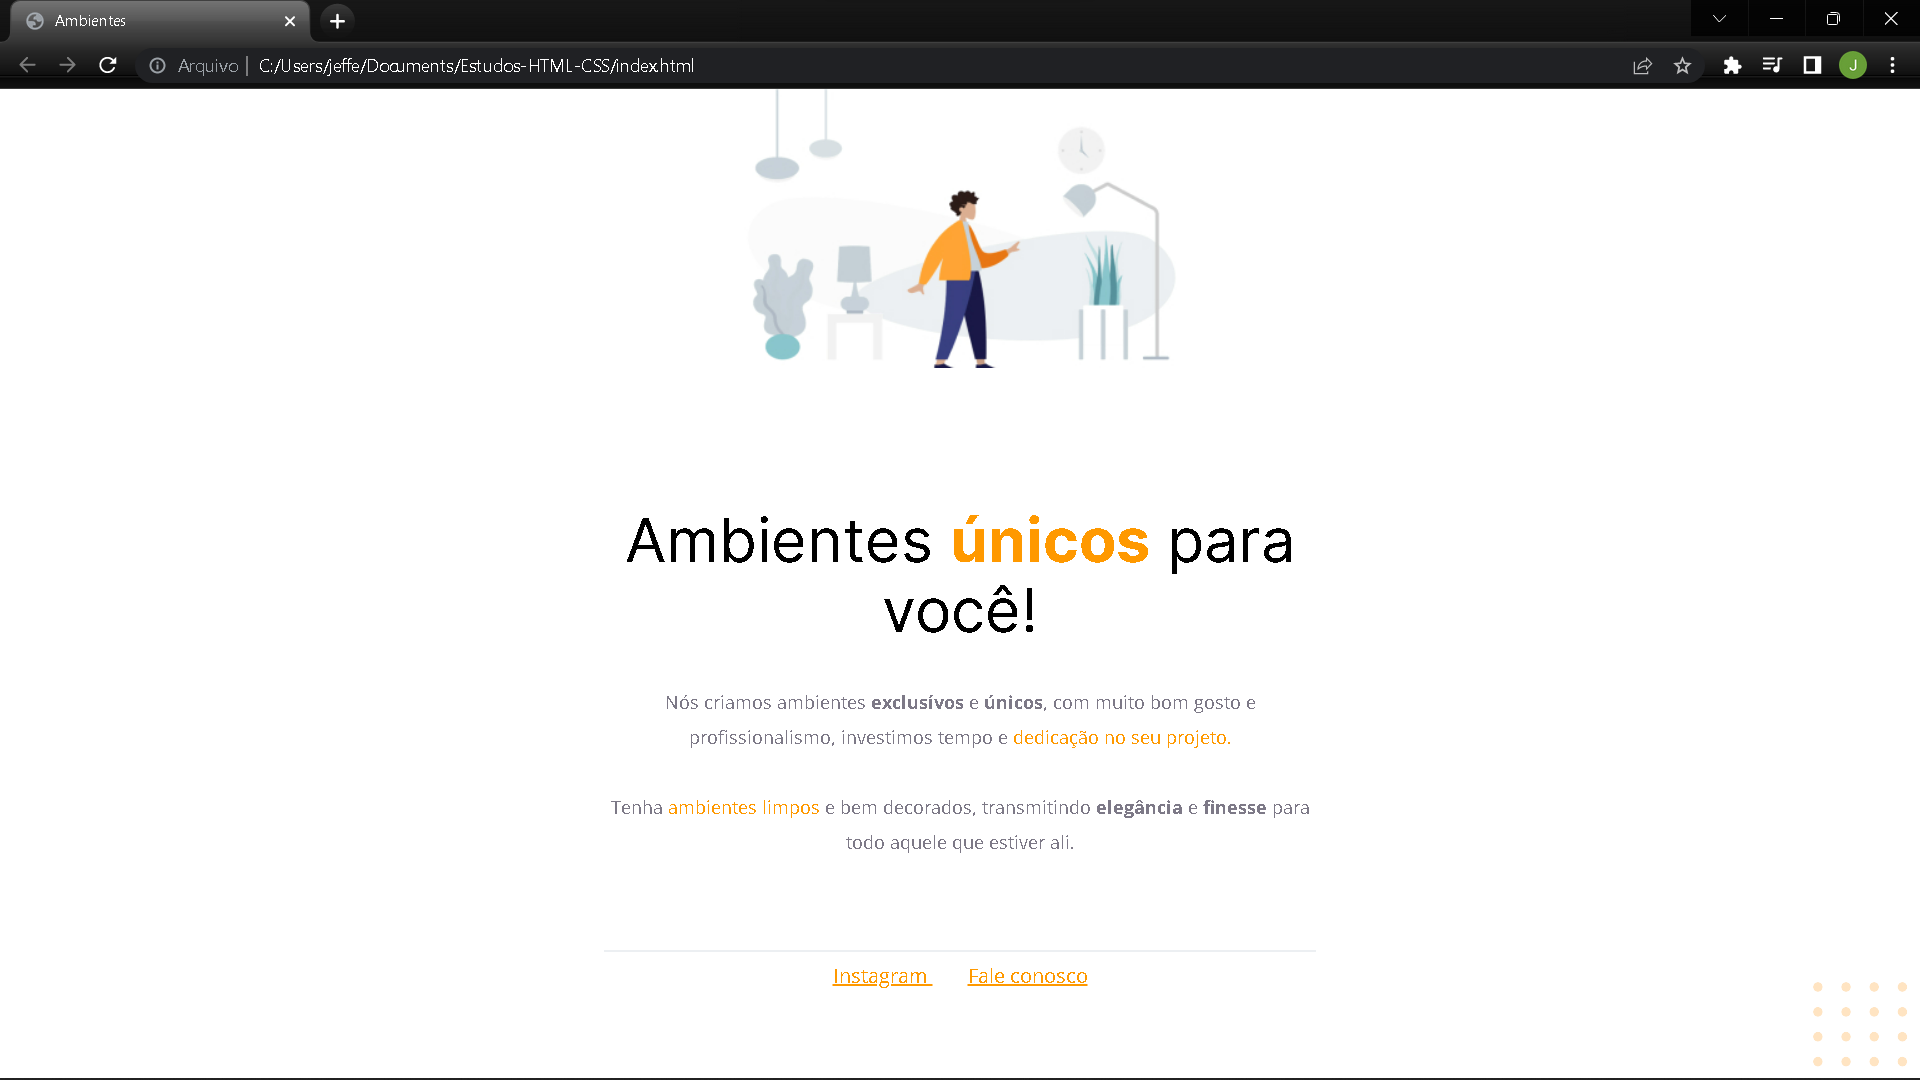 Ambientes
Arquivo | C:/Users/jeffe/Documents/Estudos-HTML-CSS/index.html
J
Ambientes únicos para
você!
Nós criamos ambientes exclusívos e únicos, com muito bom gosto e
profissionalismo, investimos tempo e dedicação no seu projeto.
Tenha ambientes limpos e bem decorados, transmitindo elegância e finesse para
todo aquele que estiver ali.
Instagram Fale conosco